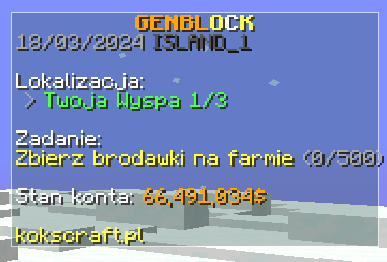 GENBLOCK
18/03/2024 ISLAND_1
Lokalizacja:
> Twoja Wyspa 1/3
Zadanie:
Zbierz brodawki na farmie (0/500)
Stan konta: 66,491,034$
kokscraft.pl